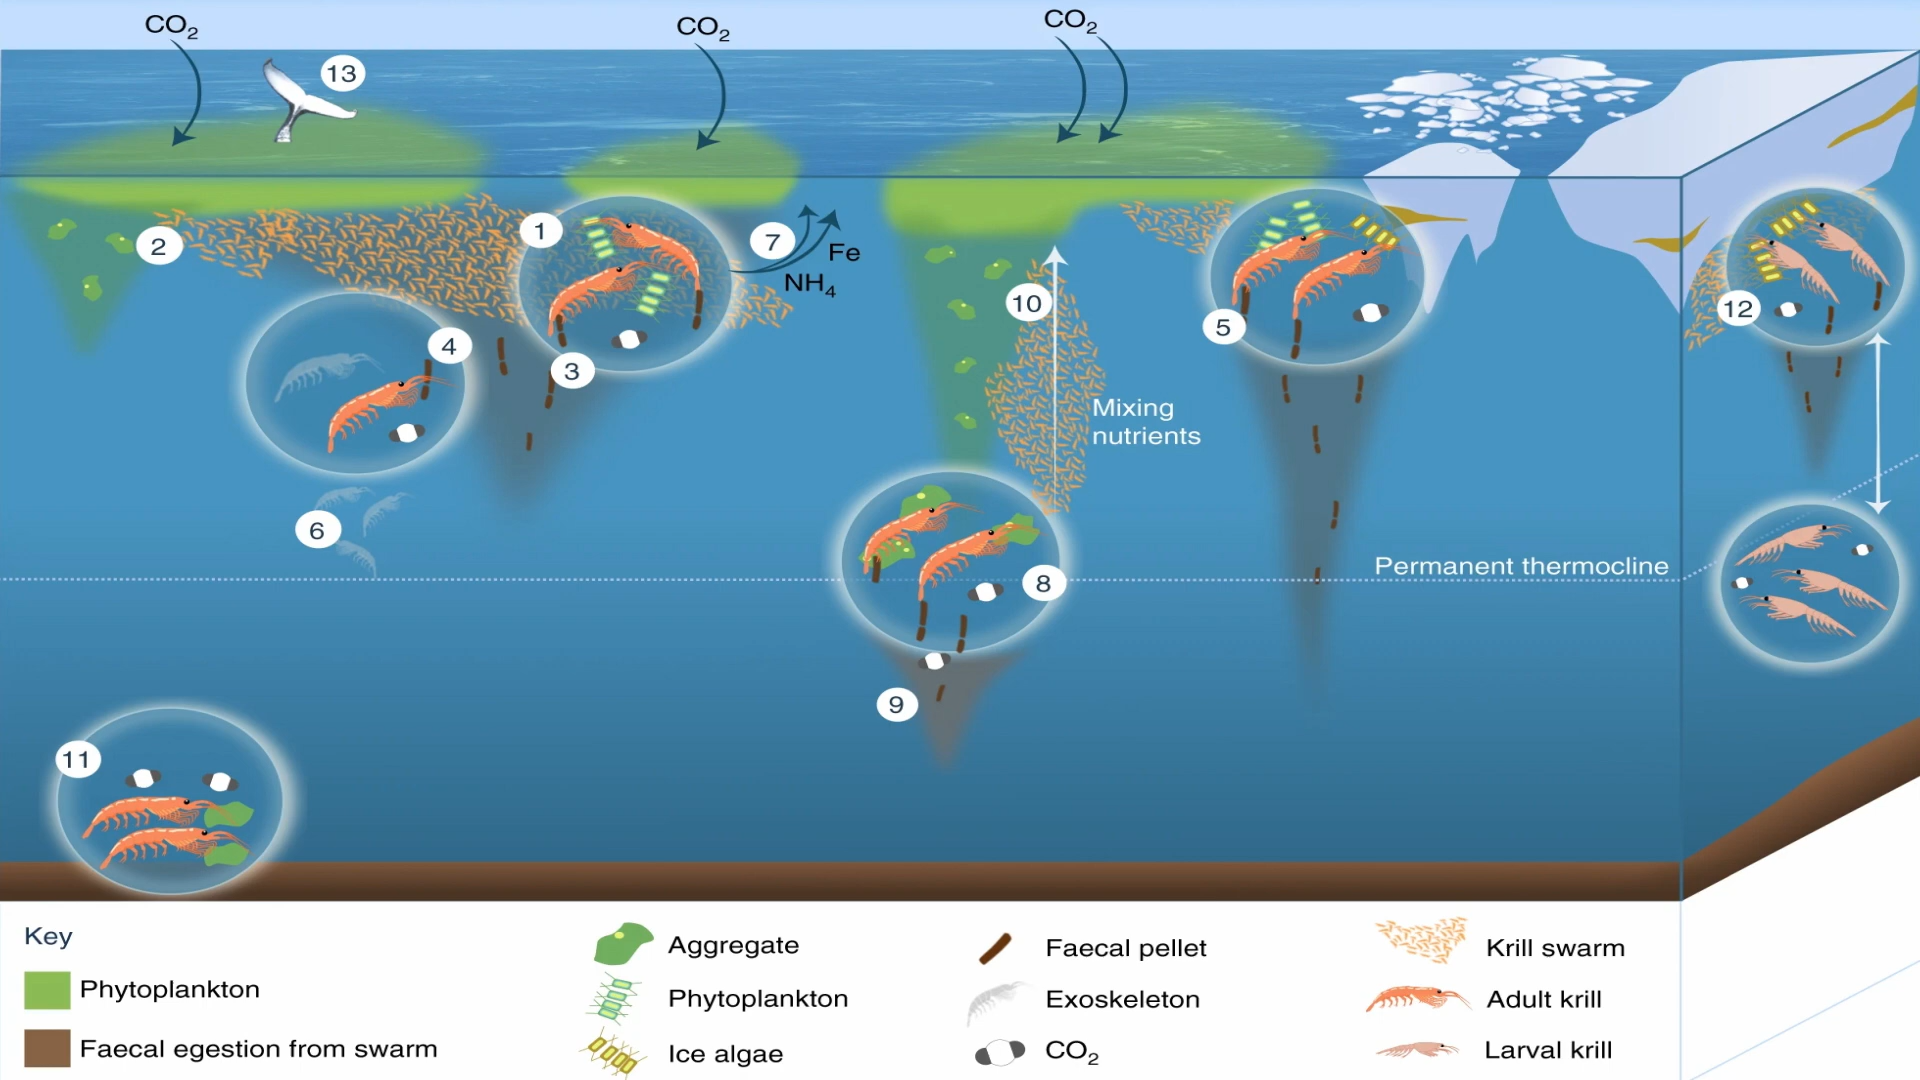 CO₂
CO₂
CO₂
13
1
2
7
Fe
NH₄
10
5
12
4
3
Mixing
nutrients
6
8
Permanent thermocline
9
11
Key
Phytoplankton
Faecal egestion from swarm
Aggregate
Phytoplankton
Ice algae
Faecal pellet
Exoskeleton
CO₂
Krill swarm
Adult krill
Larval krill